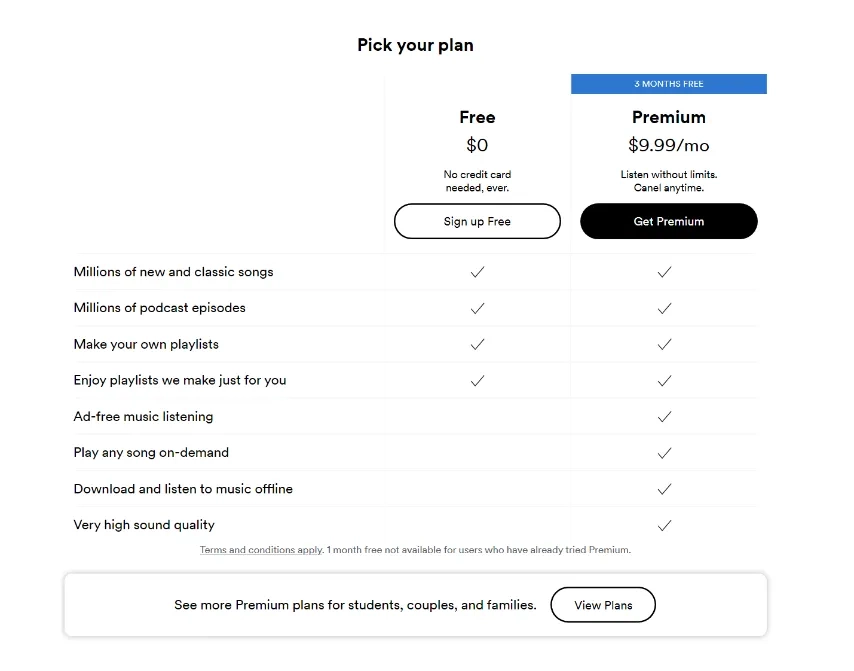 Pick your plan
3 MONTHS FREE
Free
Premium
$0
$9.99/mo
No credit card
needed, ever.
Listen without limits.
Canel anytime.
Sign up Free
Get Premium
Millions of new and classic songs
Millions of podcast episodes
Make your own playlists
Enjoy playlists we make just for you
Ad-free music listening
Play any song on-demand
Download and listen to music offline
Very high sound quality
Terms and conditions apply. 1 month free not available for users who have already tried Premium.
See more Premium plans for students, couples, and families.
View Plans